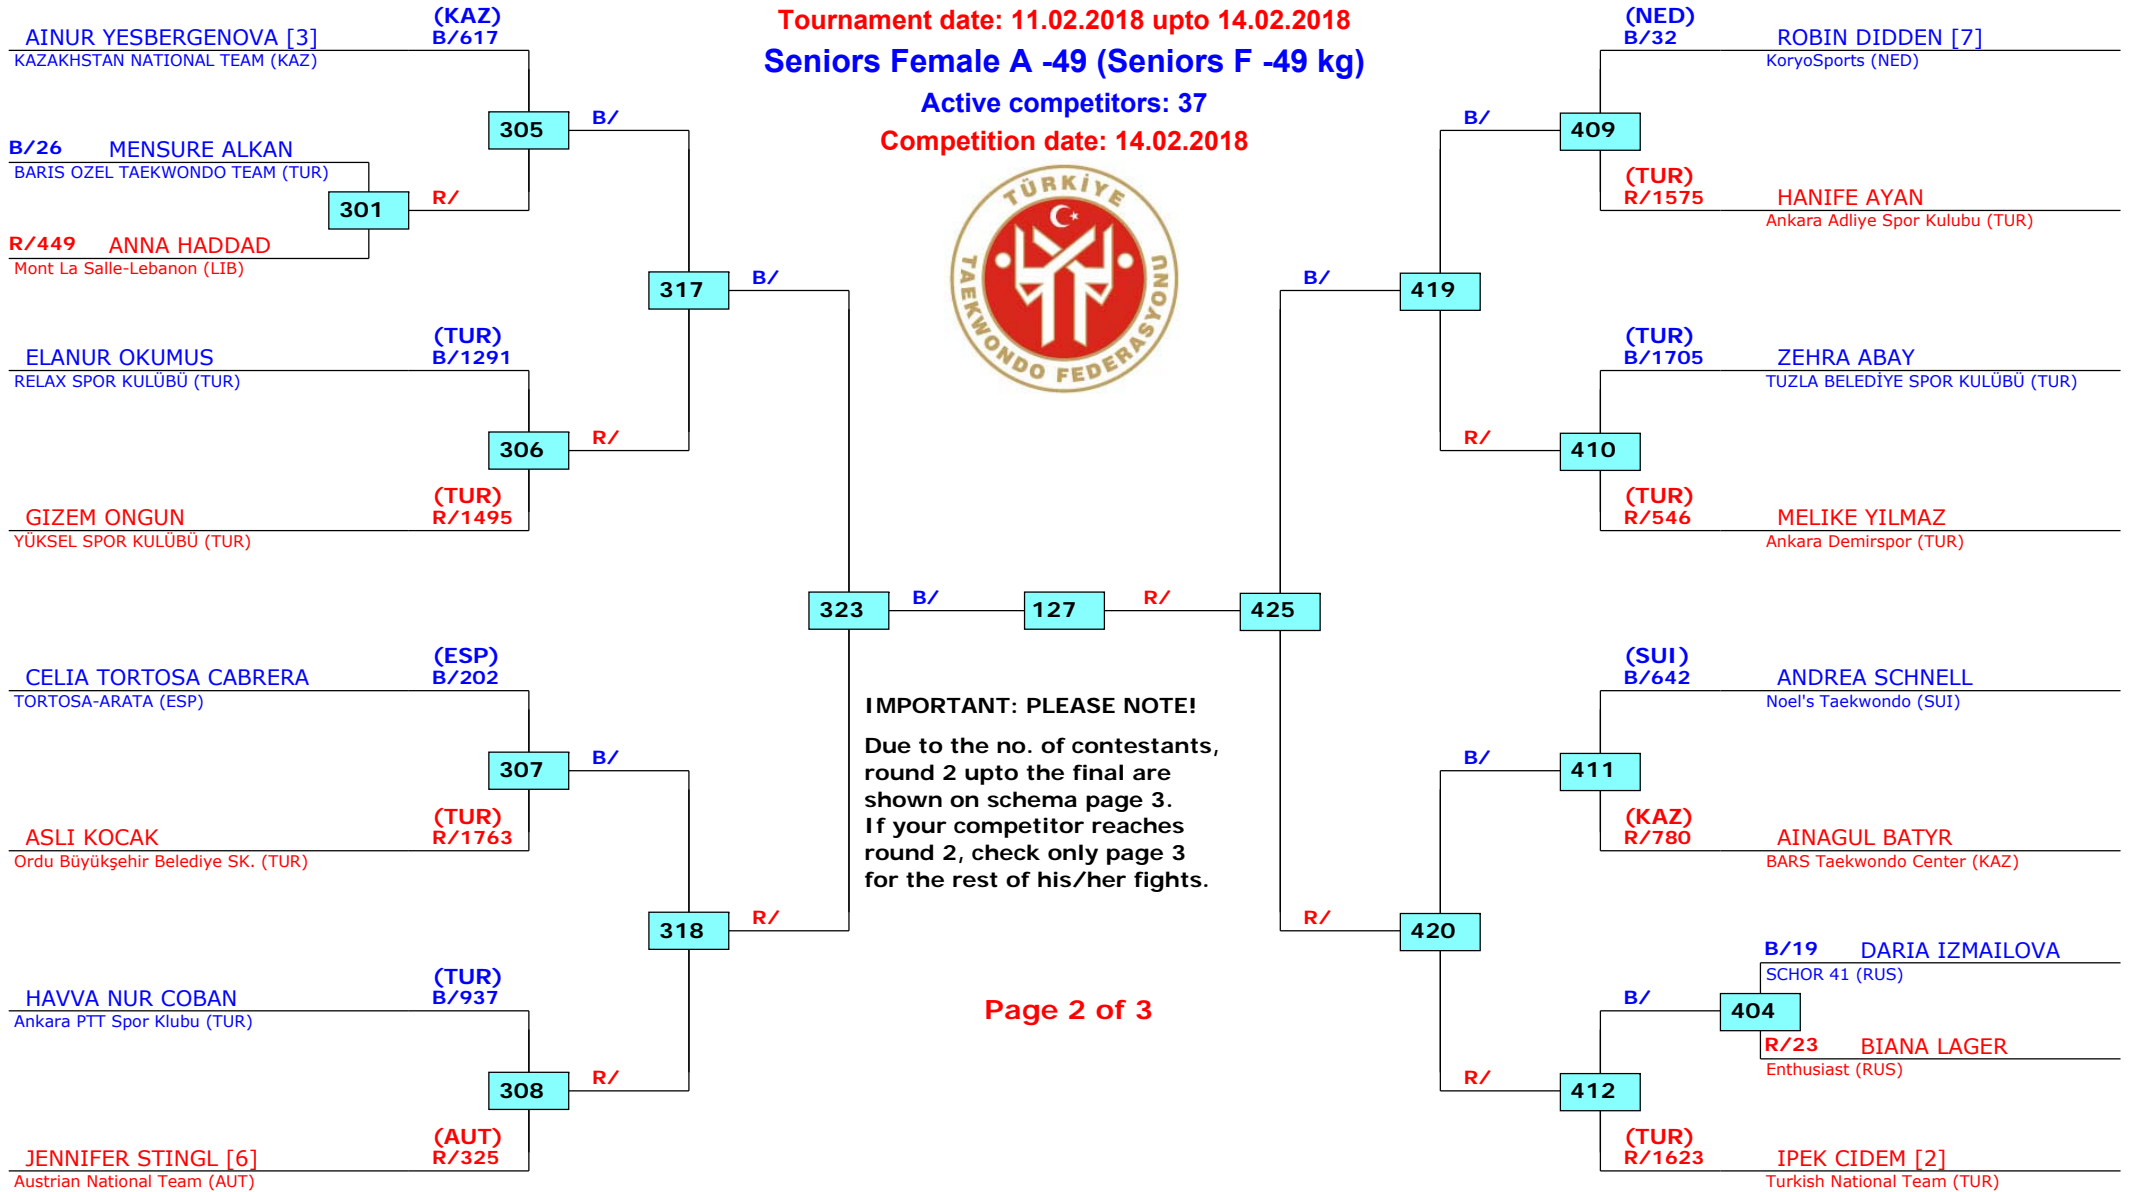 Tournament date: 11.02.2018 upto 14.02.2018
Seniors Female A -49 (Seniors F -49 kg)
Active competitors: 37
Competition date: 14.02.2018
TÜRKİYE
TAEKWONDO FEDERASYONU
(KAZ)
AINUR YESBERGENOVA [3] B/617
KAZAKHSTAN NATIONAL TEAM (KAZ)
305 B/
B/26 MENSURE ALKAN
BARIS OZEL TAEKWONDO TEAM (TUR)
301 R/
R/449 ANNA HADDAD
Mont La Salle-Lebanon (LIB)
317 B/
(TUR)
ELANUR OKUMUS B/1291
RELAX SPOR KULÜBÜ (TUR)
306 R/
(TUR)
GIZEM ONGUN R/1495
YÜKSEL SPOR KULÜBÜ (TUR)
323 B/ 127 R/ 425
(ESP)
CELIA TORTOSA CABRERA B/202
TORTOSA-ARATA (ESP)
307 B/
(TUR)
ASLI KOCAK R/1763
Ordu Büyükşehir Belediye SK. (TUR)
318 R/
(TUR)
HAVVA NUR COBAN B/937
Ankara PTT Spor Klubu (TUR)
308 R/
(AUT)
JENNIFER STINGL [6] R/325
Austrian National Team (AUT)
IMPORTANT: PLEASE NOTE!
Due to the no. of contestants,
round 2 upto the final are
shown on schema page 3.
If your competitor reaches
round 2, check only page 3
for the rest of his/her fights.
Page 2 of 3
(NED)
B/32 ROBIN DIDDEN [7]
KoryoSports (NED)
B/ 409
(TUR)
R/1575 HANIFE AYAN
Ankara Adliye Spor Kulubu (TUR)
B/ 419
(TUR)
B/1705 ZEHRA ABAY
TUZLA BELEDİYE SPOR KULÜBÜ (TUR)
R/ 410
(TUR)
R/546 MELIKE YILMAZ
Ankara Demirspor (TUR)
(SUI)
B/642 ANDREA SCHNELL
Noel's Taekwondo (SUI)
B/ 411
(KAZ)
R/780 AINAGUL BATYR
BARS Taekwondo Center (KAZ)
R/ 420
B/19 DARIA IZMAILOVA
SCHOR 41 (RUS)
B/ 404
R/23 BIANA LAGER
Enthusiast (RUS)
R/ 412
(TUR)
R/1623 IPEK CIDEM [2]
Turkish National Team (TUR)